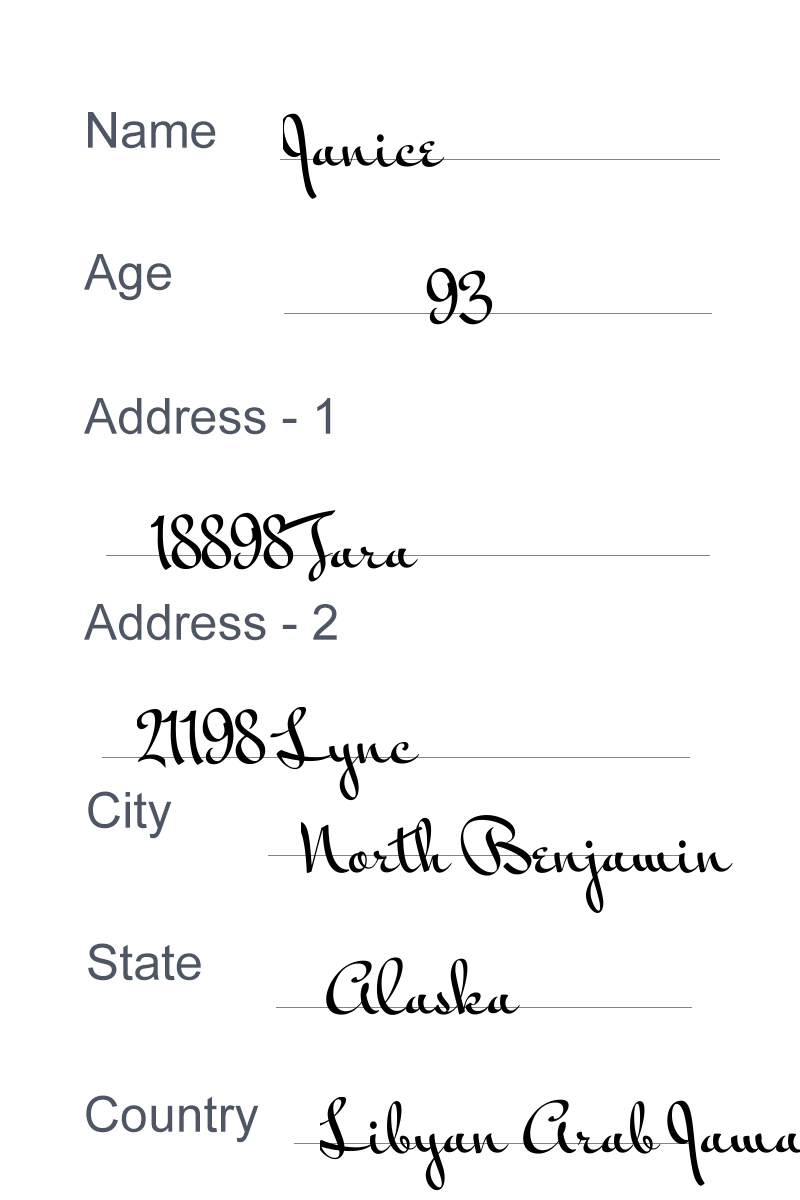 Name Janice
Age 93
Address - 1
18898 Tara
Address - 2
21198 Lync
City North Benjamin
State Alaska
Country Libyan Arab Jama